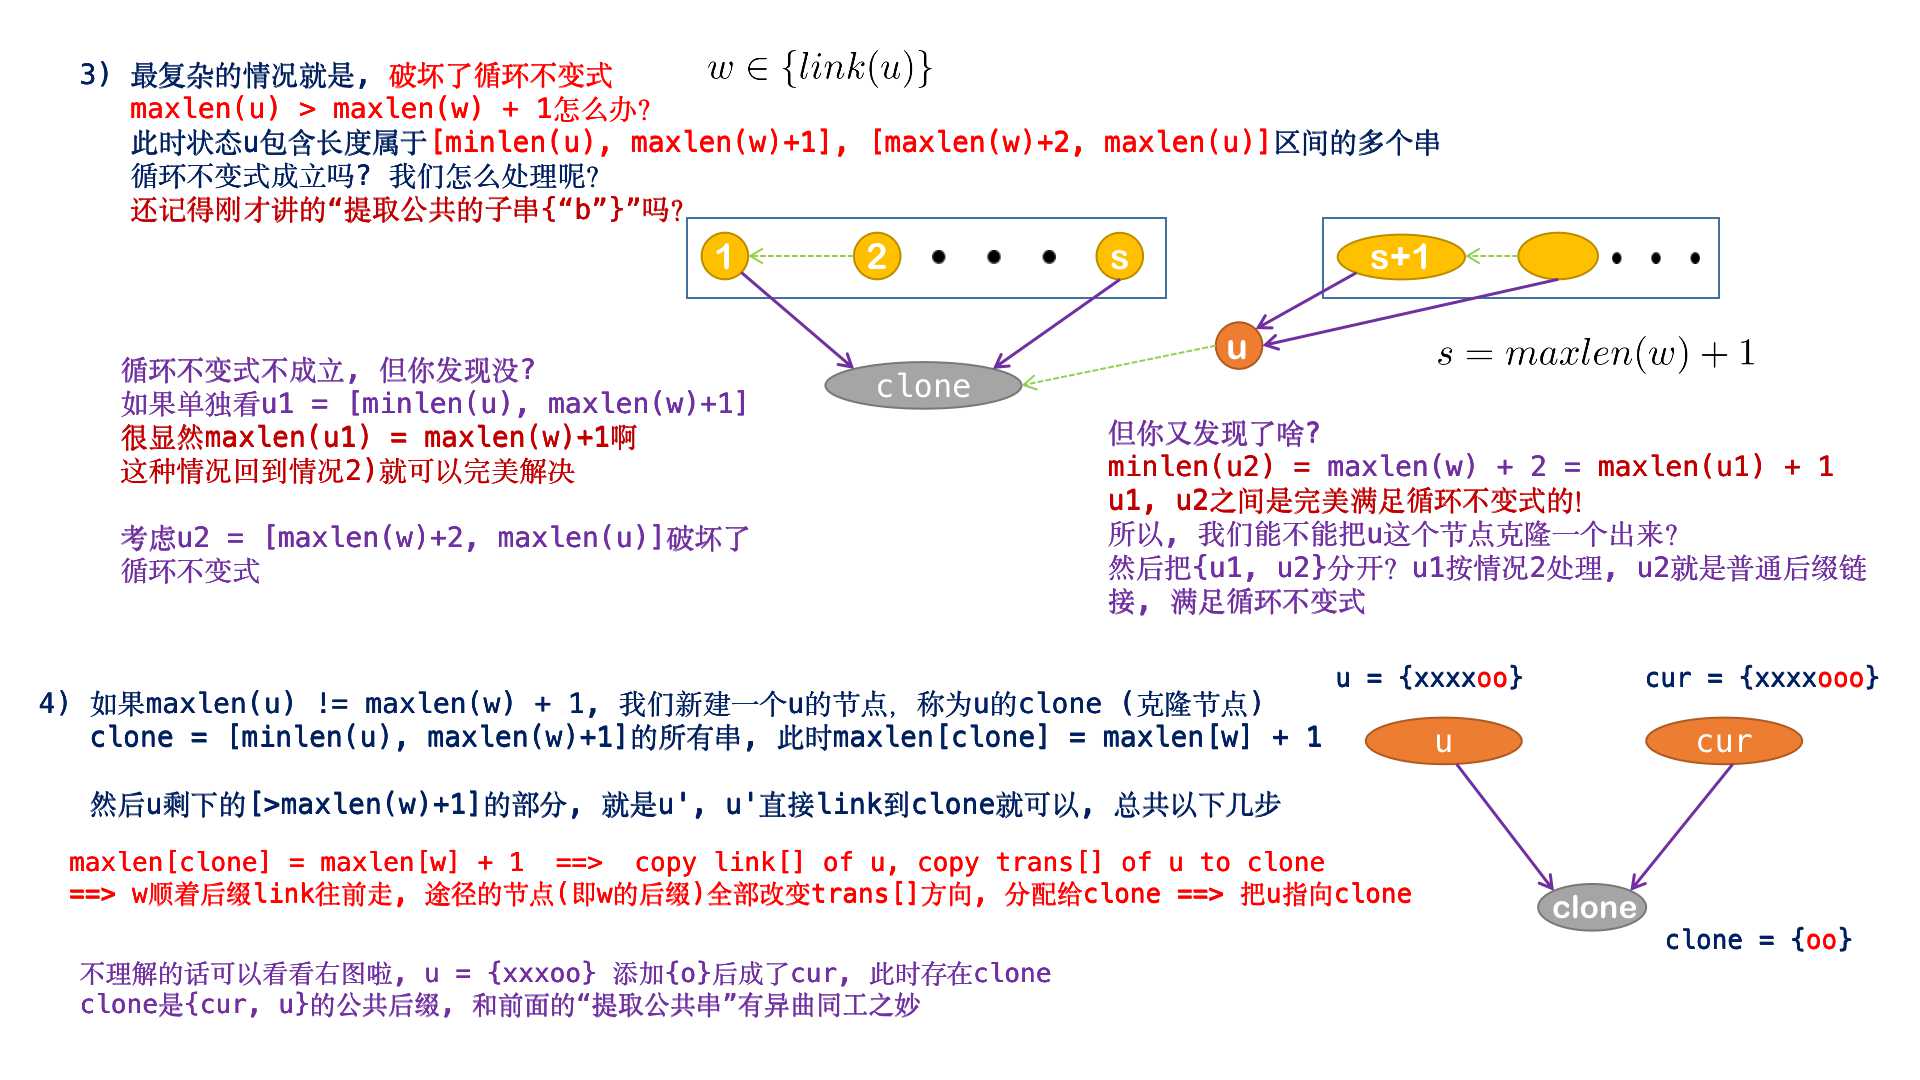 3) 最复杂的情况就是, 破坏了循环不变式
w ∈ {link(u)}
maxlen(u) > maxlen(w) + 1怎么办?
此时状态u包含长度属于[minlen(u), maxlen(w)+1], [maxlen(w)+2, maxlen(u)]区间的多个串
循环不变式成立吗? 我们怎么处理呢?
还记得刚才讲的“提取公共的子串{“b”}”吗?
1 2 • • • s
s+1 • • •
u
clone
s = maxlen(w) + 1
循环不变式不成立, 但你发现没?
如果单独看u1 = [minlen(u), maxlen(w)+1]
很显然maxlen(u1) = maxlen(w)+1啊
这种情况回到情况2)就可以完美解决
考虑u2 = [maxlen(w)+2, maxlen(u)]破坏了
循环不变式
但你又发现了啥?
minlen(u2) = maxlen(w) + 2 = maxlen(u1) + 1
u1, u2之间是完美满足循环不变式的!
所以, 我们能不能把u这个节点克隆一个出来?
然后把{u1, u2}分开? u1按情况2处理, u2就是普通后缀链
接, 满足循环不变式
4) 如果maxlen(u) != maxlen(w) + 1, 我们新建一个u的节点, 称为u的clone (克隆节点)
clone = [minlen(u), maxlen(w)+1]的所有串, 此时maxlen[clone] = maxlen[w] + 1
然后u剩下的[>maxlen(w)+1]的部分, 就是u', u'直接link到clone就可以, 总共以下几步
maxlen[clone] = maxlen[w] + 1 ==> copy link[] of u, copy trans[] of u to clone
==> w顺着后缀link往前走, 途径的节点(即w的后缀)全部改变trans[]方向, 分配给clone ==> 把u指向clone
不理解的话可以看看右图啦, u = {xxxoo} 添加{o}后成了cur, 此时存在clone
clone是{cur, u}的公共后缀, 和前面的“提取公共串”有异曲同工之妙
u = {xxxxoo}
cur = {xxxxooo}
u
cur
clone
clone = {oo}